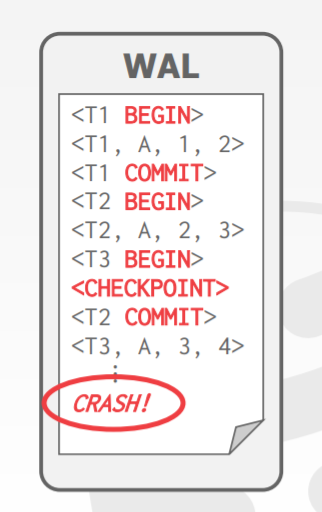 WAL
<T1 BEGIN>
<T1, A, 1, 2>
<T1 COMMIT>
<T2 BEGIN>
<T2, A, 2, 3>
<T3 BEGIN>
<CHECKPOINT>
<T2 COMMIT>
<T3, A, 3, 4>
⋮
CRASH!